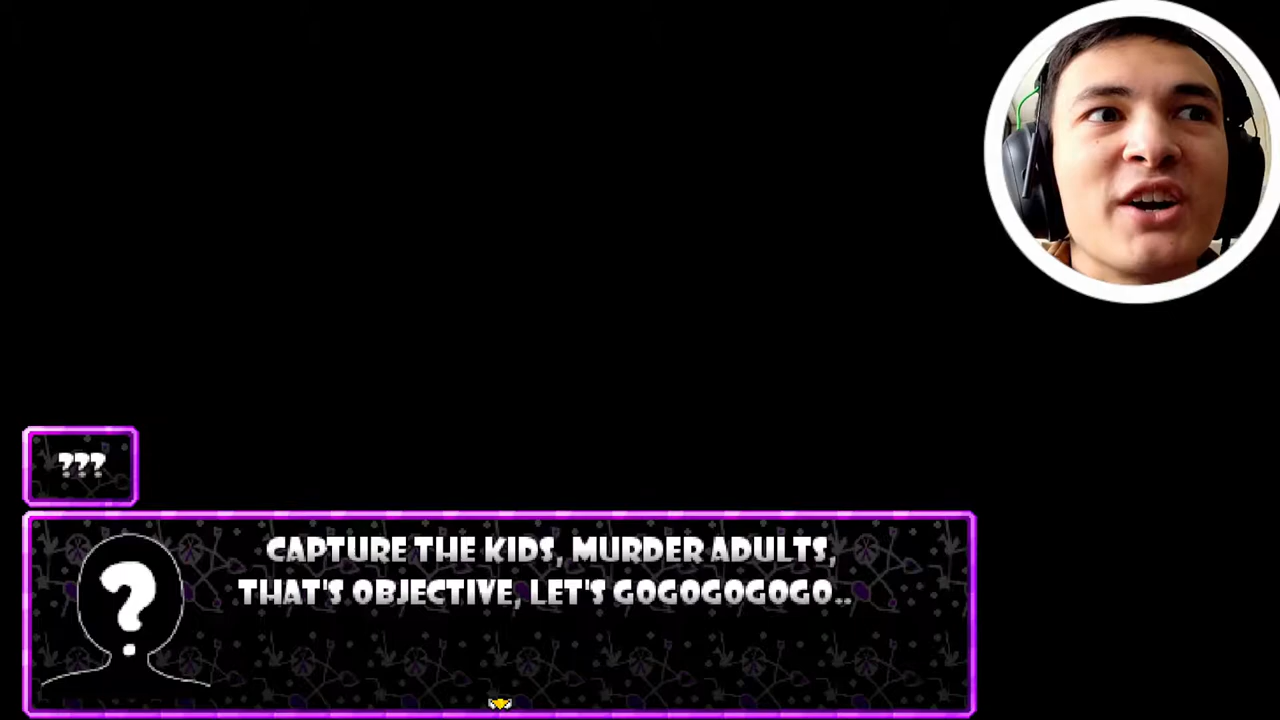 ???
CAPTURE THE KIDS, MURDER ADULTS,
THAT'S OBJECTIVE, LET'S GOGOGOGOGO..
?